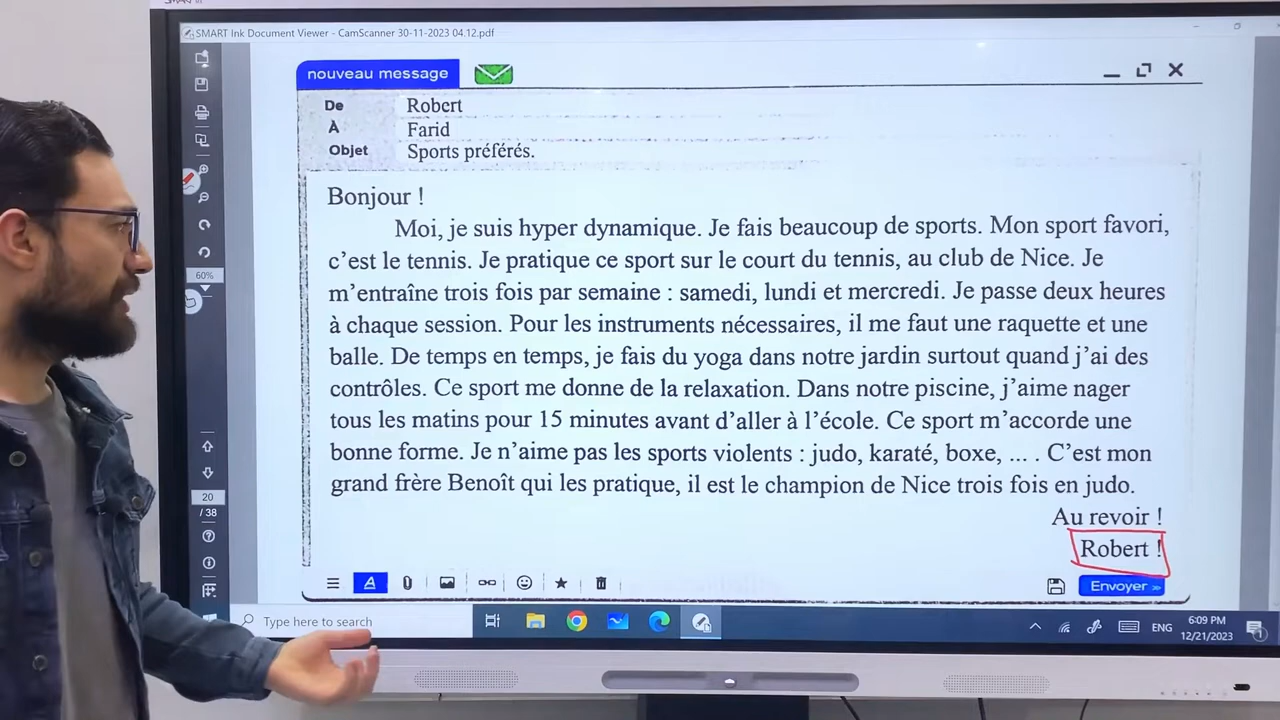 SMART Ink Document Viewer - CamScanner 30-11-2023 04.12.pdf
nouveau message
De Robert
À Farid
Objet Sports préférés.
Bonjour !
Moi, je suis hyper dynamique. Je fais beaucoup de sports. Mon sport favori,
c'est le tennis. Je pratique ce sport sur le court du tennis, au club de Nice. Je
m'entraîne trois fois par semaine : samedi, lundi et mercredi. Je passe deux heures
à chaque session. Pour les instruments nécessaires, il me faut une raquette et une
balle. De temps en temps, je fais du yoga dans notre jardin surtout quand j'ai des
contrôles. Ce sport me donne de la relaxation. Dans notre piscine, j'aime nager
tous les matins pour 15 minutes avant d'aller à l'école. Ce sport m'accorde une
bonne forme. Je n'aime pas les sports violents : judo, karaté, boxe, ... . C'est mon
grand frère Benoît qui les pratique, il est le champion de Nice trois fois en judo.
Au revoir !
Robert !
Envoyer »
60%
20
/ 38
Type here to search
ENG
6:09 PM
12/21/2023
1